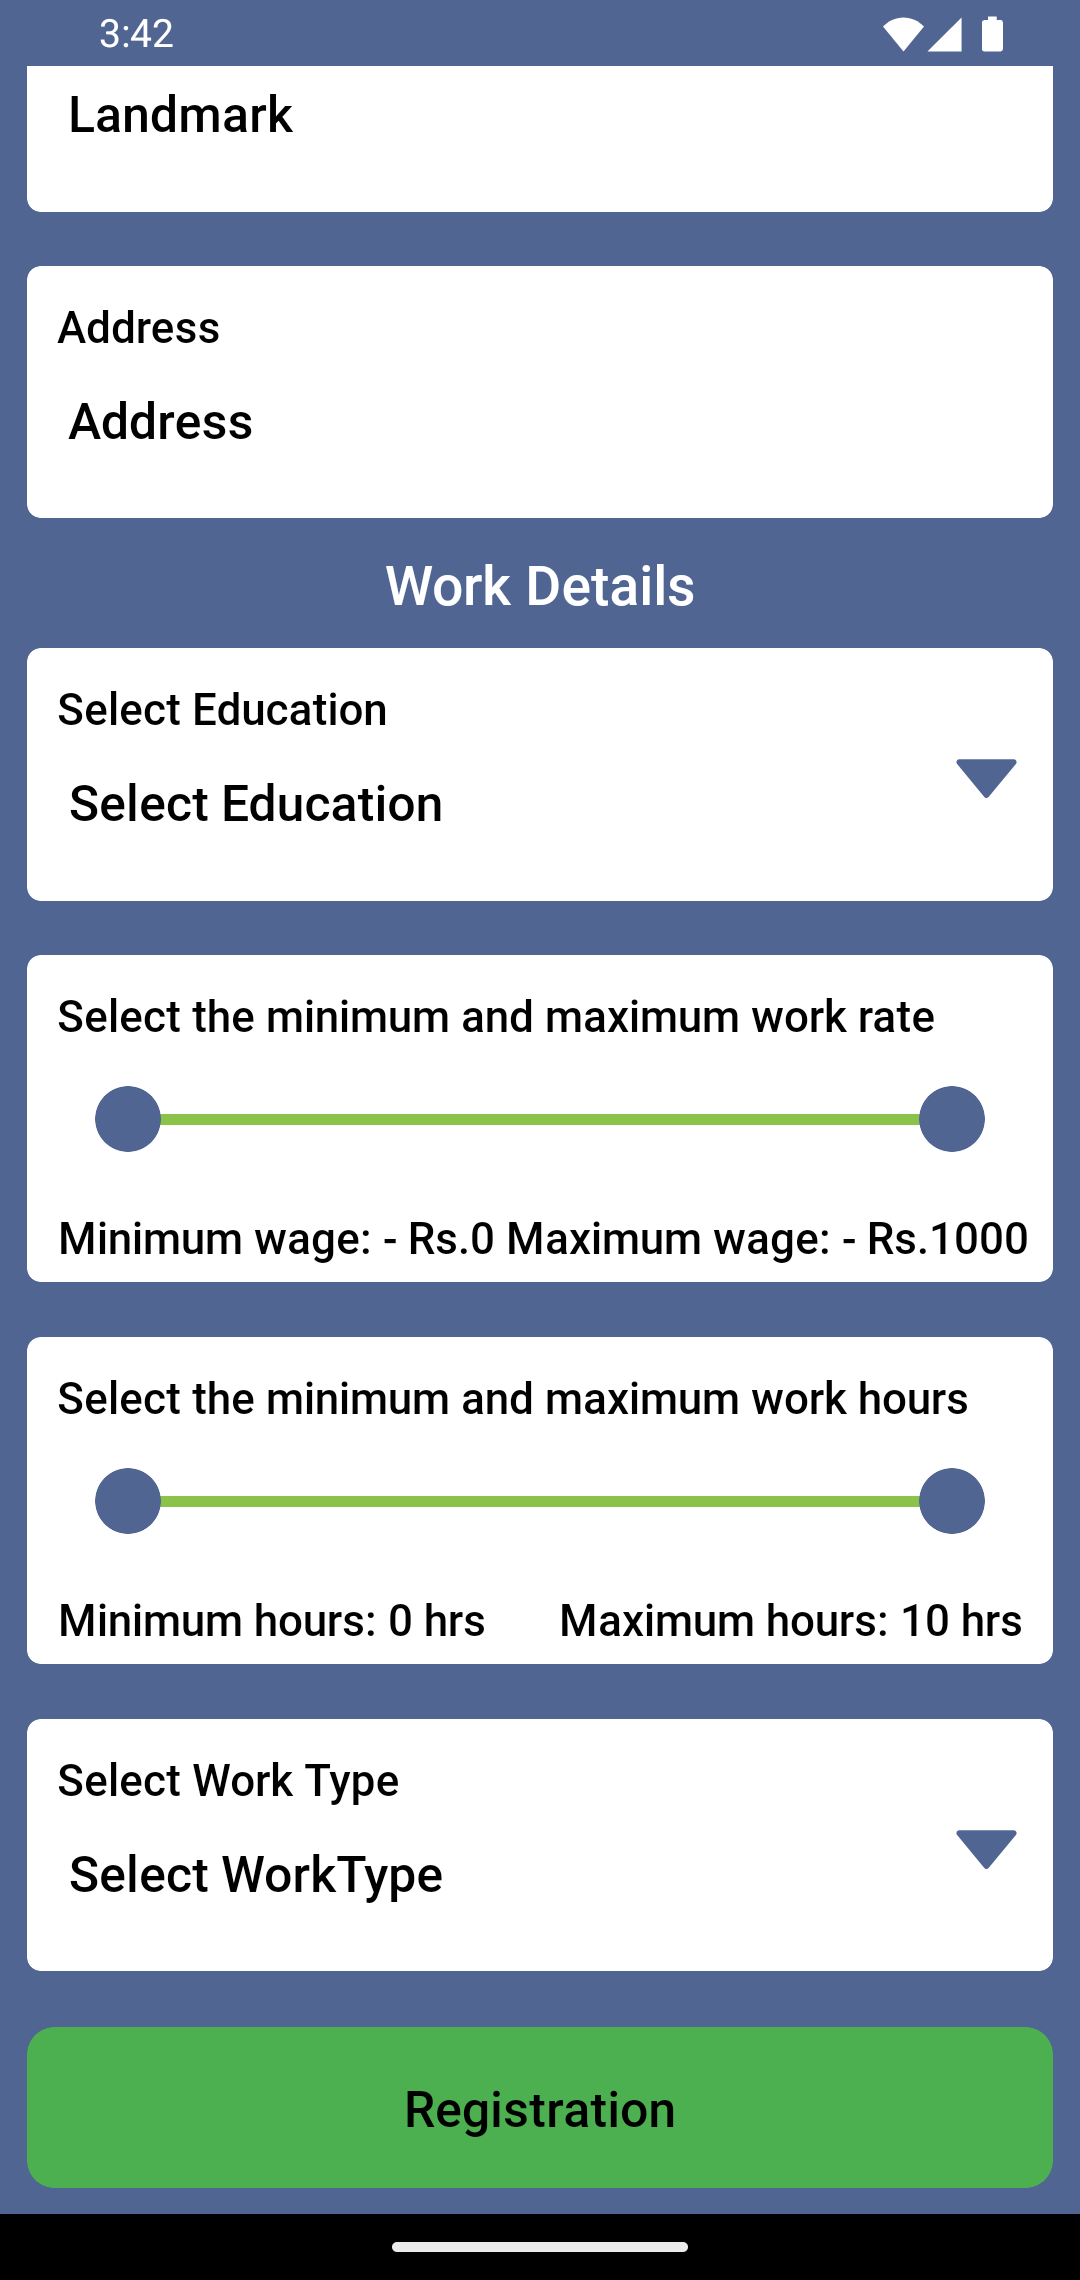 3:42
Landmark
Address
Address
Work Details
Select Education
Select Education
Select the minimum and maximum work rate
Minimum wage: - Rs.0 Maximum wage: - Rs.1000
Select the minimum and maximum work hours
Minimum hours: 0 hrs Maximum hours: 10 hrs
Select Work Type
Select WorkType
Registration